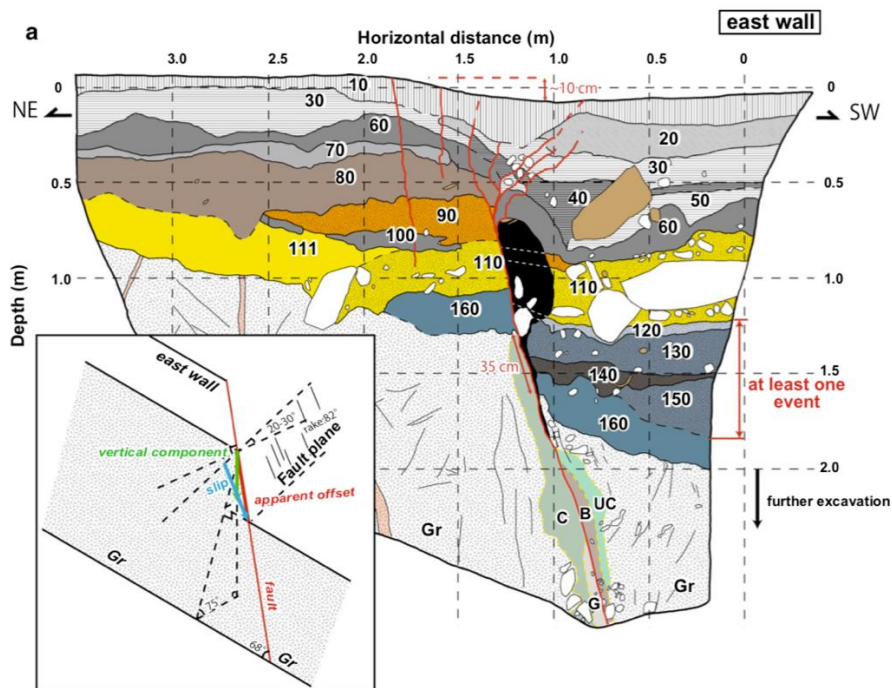 a
east wall
Horizontal distance (m)
3.0 2.5 2.0 1.5 1.0 0.5 0
NE
SW
Depth (m)
0 0
0.5 0.5
1.0 1.0
1.5
1.5
2.0
~10 cm
10
30
60
70
80
90
100
111
110
160
20
30
40
50
60
110
120
130
140
150
160
35 cm
at least one
event
further excavation
C
B
UC
G
Gr
Gr
east wall
20-30°
rake:82°
vertical component
Fault plane
slip
apparent offset
Gr
fault
75°
68°
Gr